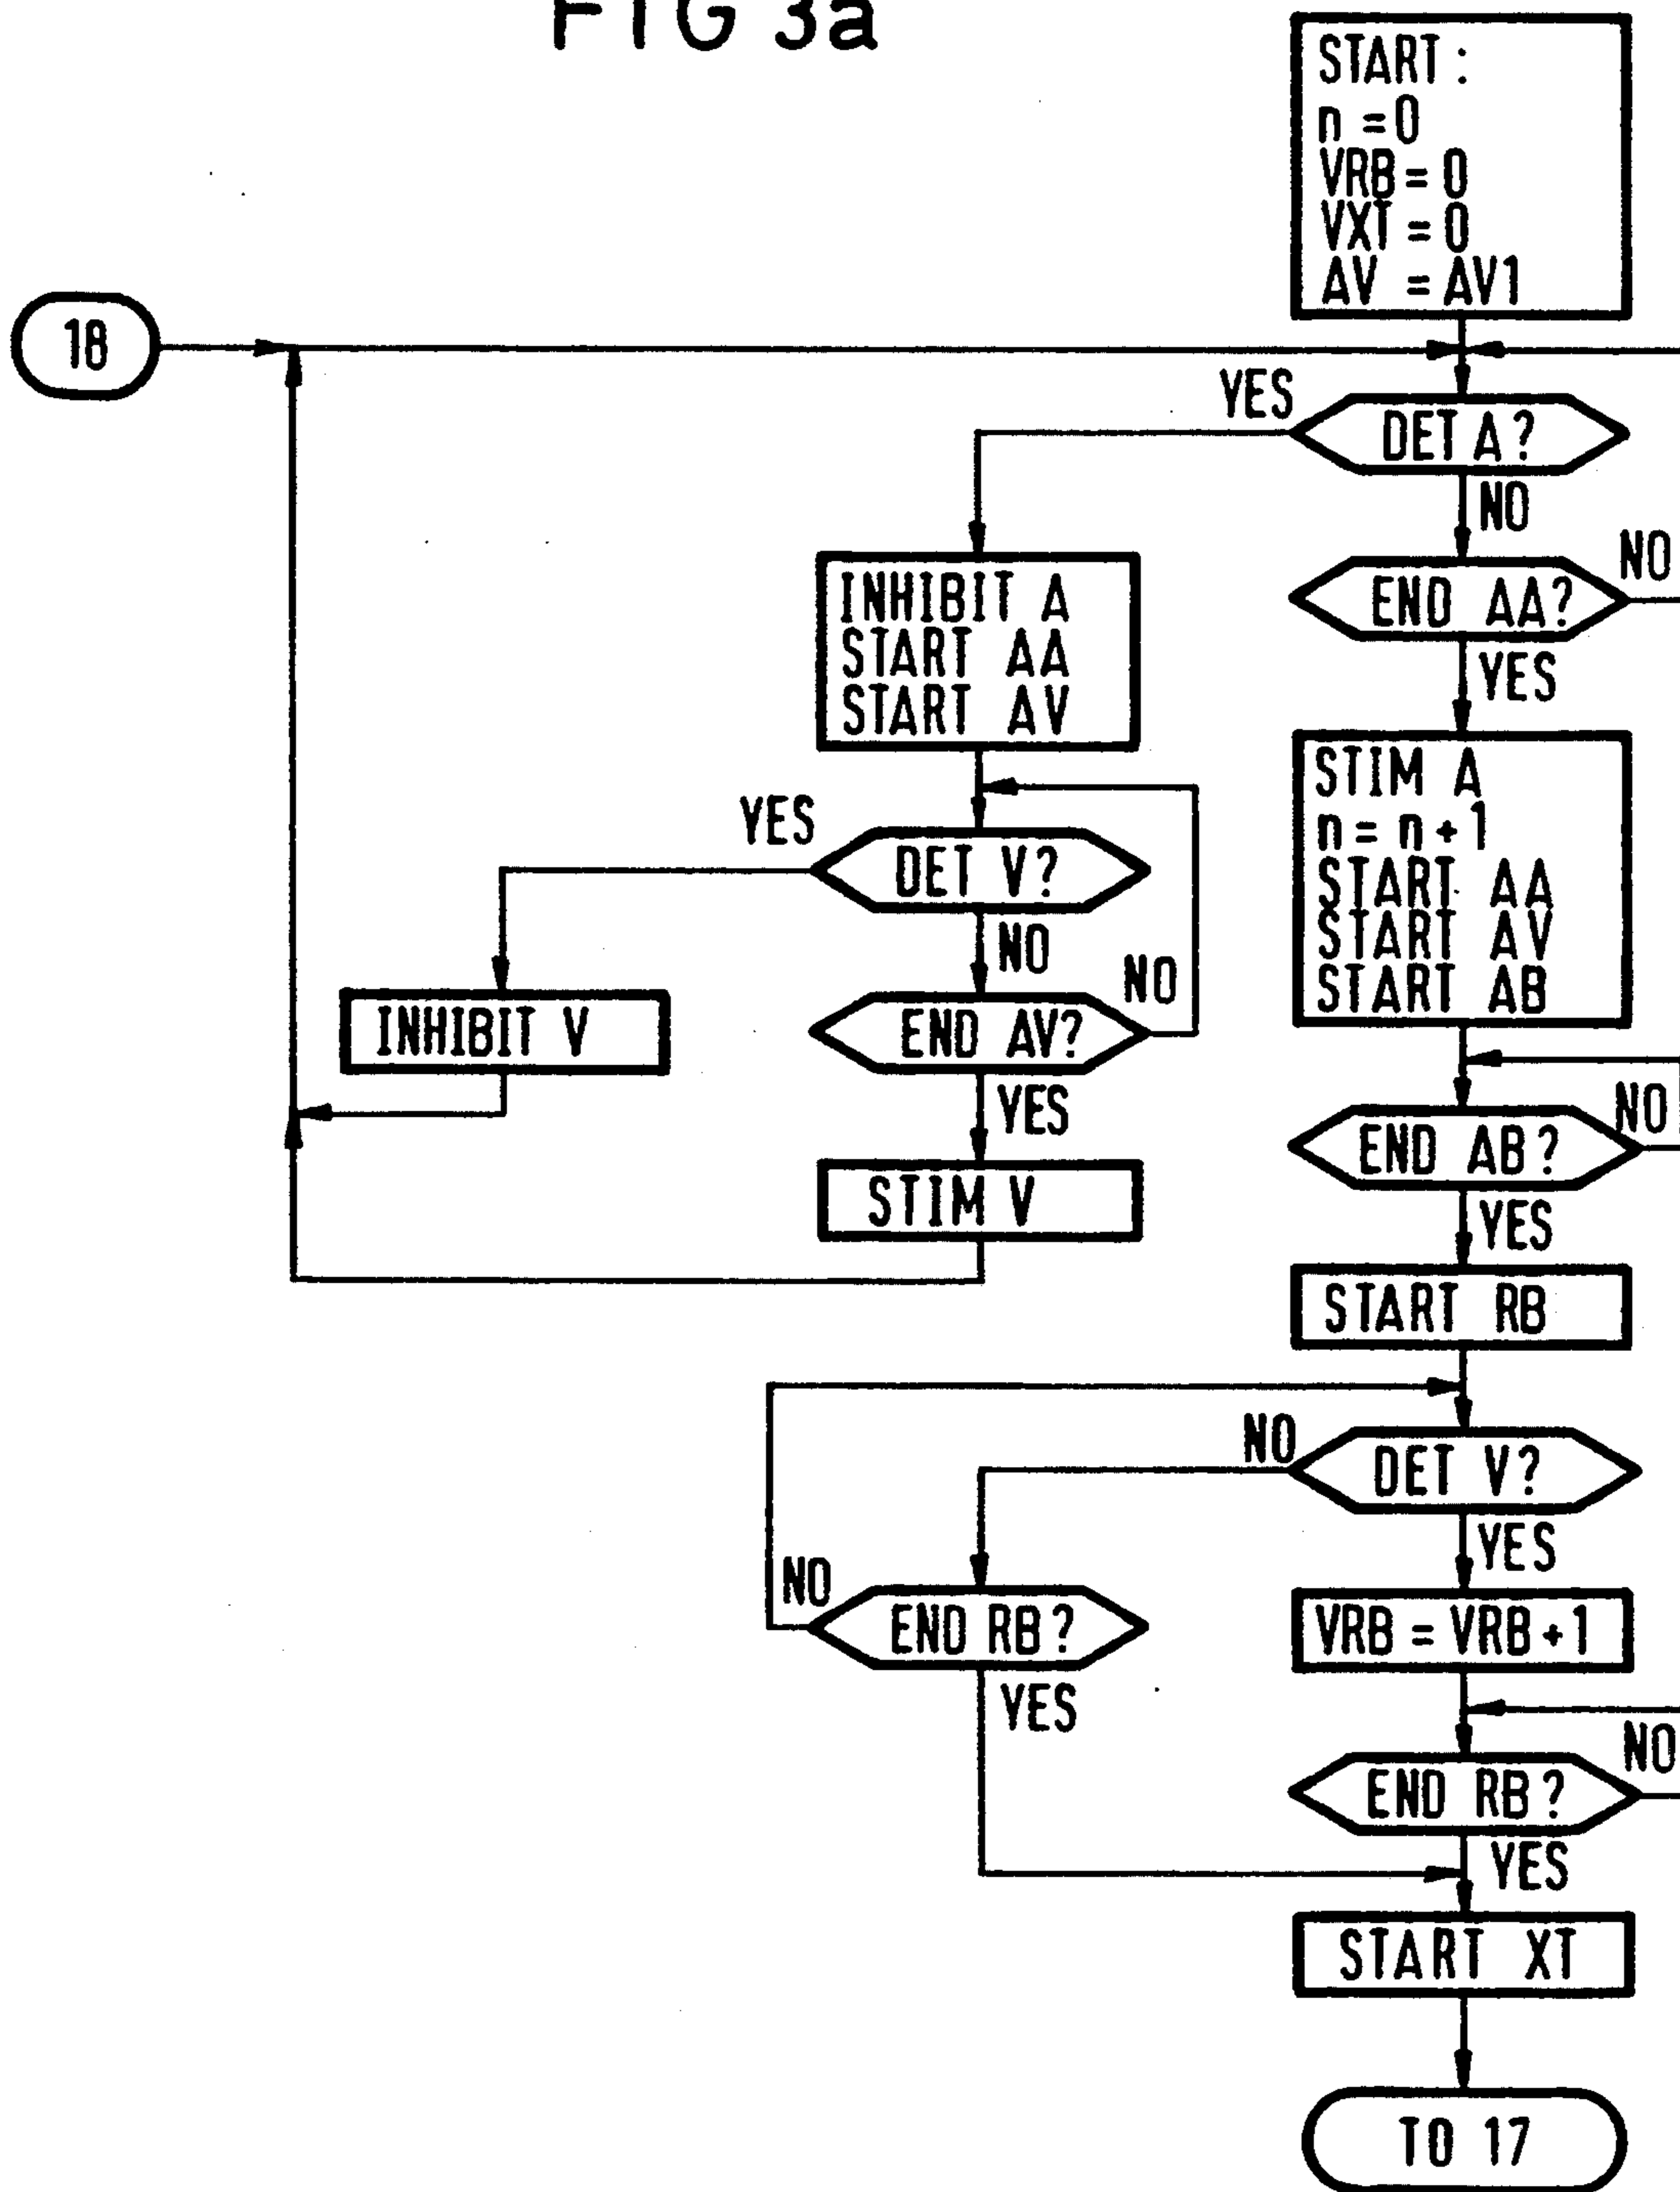 FIG 3a
START :
n = 0
VRB = 0
VXT = 0
AV = AV1
18
YES
DET A?
NO
NO
END AA?
YES
INHIBIT A
START AA
START AV
STIM A
n = n + 1
START AA
START AV
START AB
YES
DET V?
NO
NO
INHIBIT V
END AV?
YES
NO
END AB?
YES
STIM V
START RB
NO
DET V?
YES
NO
END RB?
YES
VRB = VRB + 1
NO
END RB?
YES
START XT
TO 17